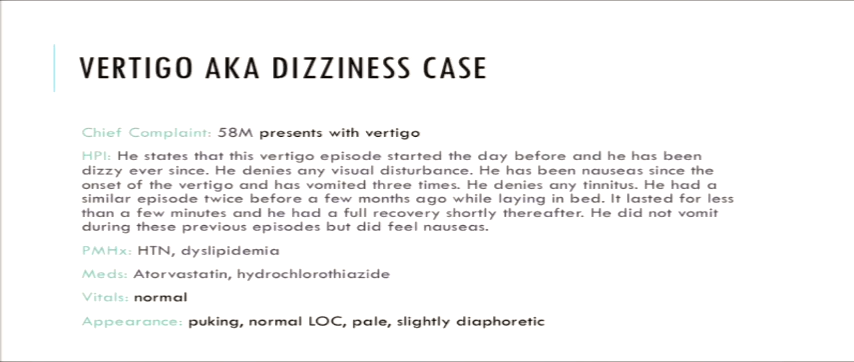 VERTIGO AKA DIZZINESS CASE
Chief Complaint: 58M presents with vertigo
HPI: He states that this vertigo episode started the day before and he has been
dizzy ever since. He denies any visual disturbance. He has been nauseas since the
onset of the vertigo and has vomited three times. He denies any tinnitus. He had a
similar episode twice before a few months ago while laying in bed. It lasted for less
than a few minutes and he had a full recovery shortly thereafter. He did not vomit
during these previous episodes but did feel nauseas.
PMHx: HTN, dyslipidemia
Meds: Atorvastatin, hydrochlorothiazide
Vitals: normal
Appearance: puking, normal LOC, pale, slightly diaphoretic